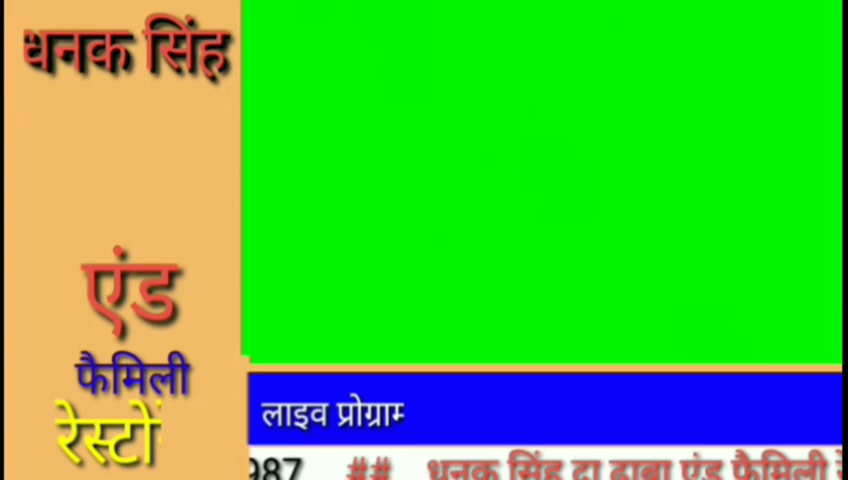 धनक सिंह
एंड
फैमिली
लाइव प्रोग्राम
987 ## धनक सिंह दा ढाबा एंड फैमिली